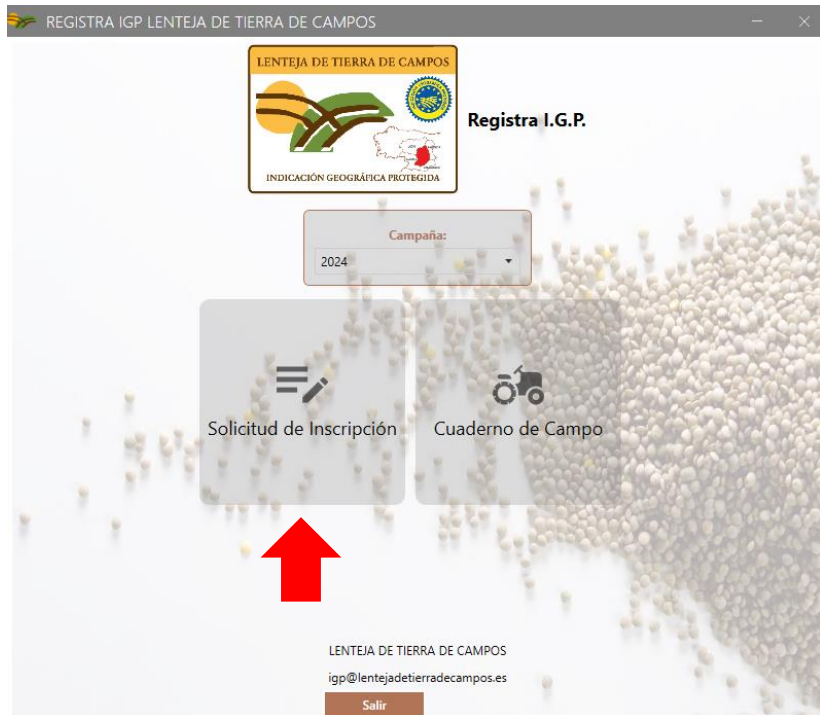 REGISTRA IGP LENTEJA DE TIERRA DE CAMPOS
LENTEJA DE TIERRA DE CAMPOS
INDICACIÓN GEOGRÁFICA PROTEGIDA
Registra I.G.P.
Campaña:
2024
Solicitud de Inscripción
Cuaderno de Campo
LENTEJA DE TIERRA DE CAMPOS
igp@lentejadetierradecampos.es
Salir